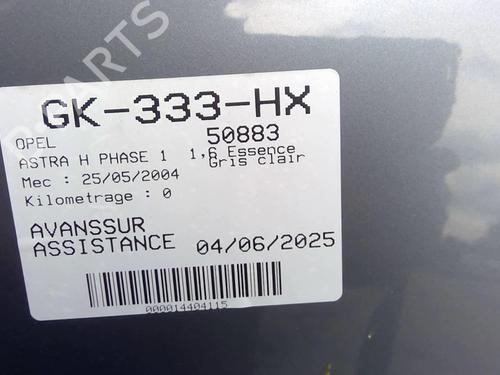 GK-333-HX
OPEL 50883
ASTRA H PHASE 1 1,6 Essence
Gris clair
Mec : 25/05/2004
Kilometrage : 0
AVANSSUR
ASSISTANCE 04/06/2025
000014404115